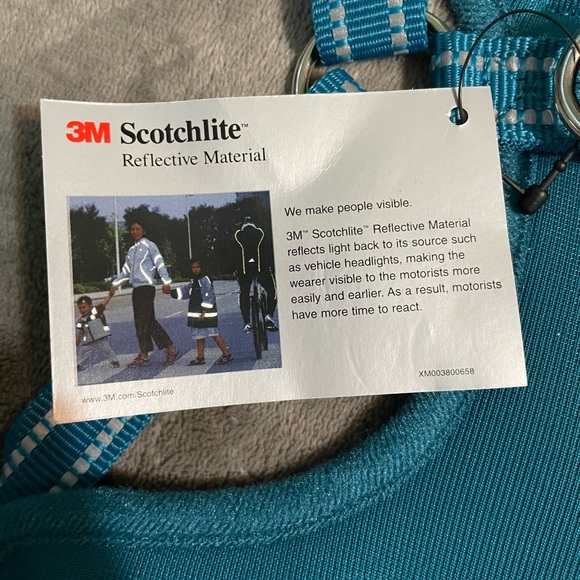 3M Scotchlite™
Reflective Material
We make people visible.
3M™ Scotchlite™ Reflective Material
reflects light back to its source such
as vehicle headlights, making the
wearer visible to the motorists more
easily and earlier. As a result, motorists
have more time to react.
XM003800658
www.3M.com/Scotchlite